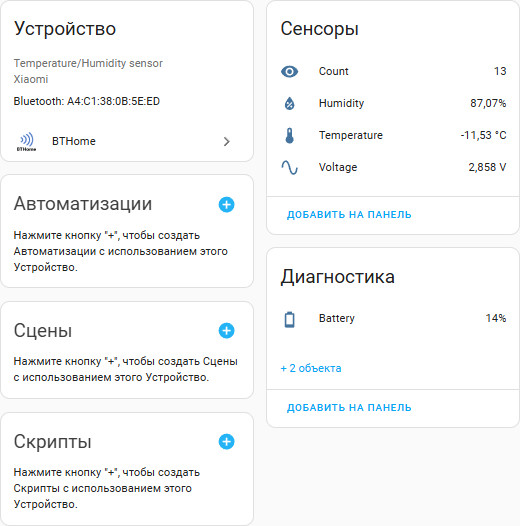 Устройство
Temperature/Humidity sensor
Xiaomi
Bluetooth: A4:C1:38:0B:5E:ED
BTHome
BTHome
Автоматизации
Нажмите кнопку "+", чтобы создать
Автоматизации с использованием этого
Устройство.
Сцены
Нажмите кнопку "+", чтобы создать Сцены
с использованием этого Устройство.
Скрипты
Нажмите кнопку "+", чтобы создать
Скрипты с использованием этого
Устройство.
Сенсоры
Count 13
Humidity 87,07%
Temperature -11,53 °C
Voltage 2,858 V
ДОБАВИТЬ НА ПАНЕЛЬ
Диагностика
Battery 14%
+ 2 объекта
ДОБАВИТЬ НА ПАНЕЛЬ